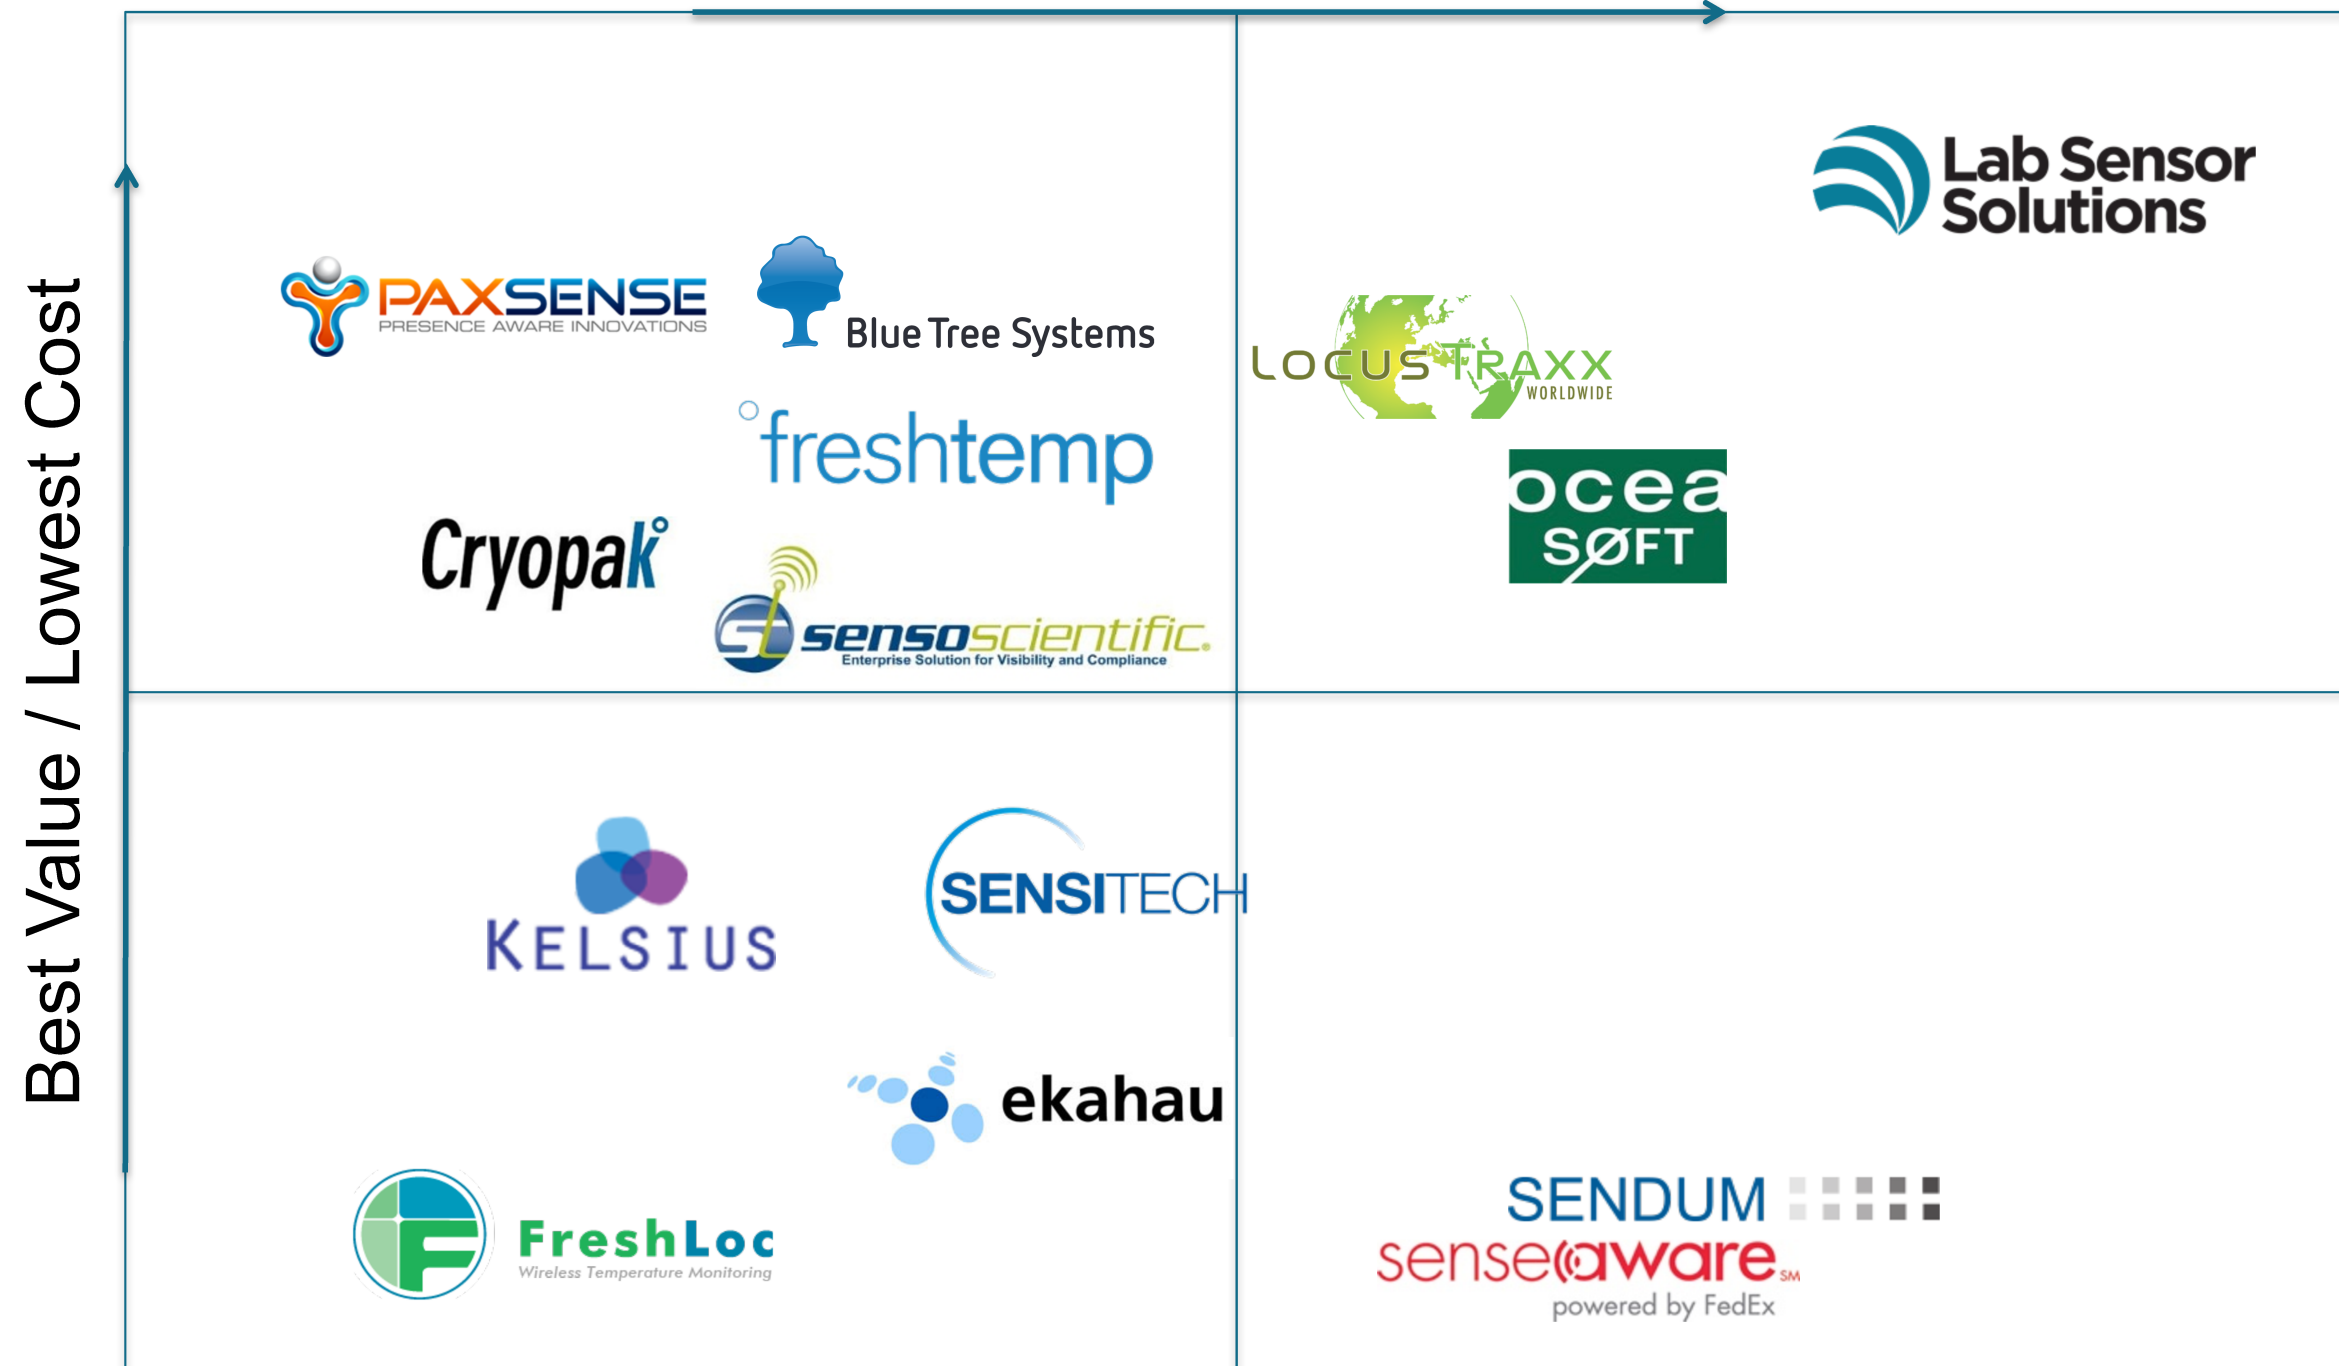 Best Value / Lowest Cost
Lab Sensor
Solutions
PAXSENSE
PRESENCE AWARE INNOVATIONS
Blue Tree Systems
LOCUSTRAXX
WORLDWIDE
°freshtemp
ocea
SØFT
Cryopak°
sensoscientific®
Enterprise Solution for Visibility and Compliance
KELSIUS
SENSITECH
ekahau
FreshLoc
Wireless Temperature Monitoring
SENDUM
senseaware SM
powered by FedEx